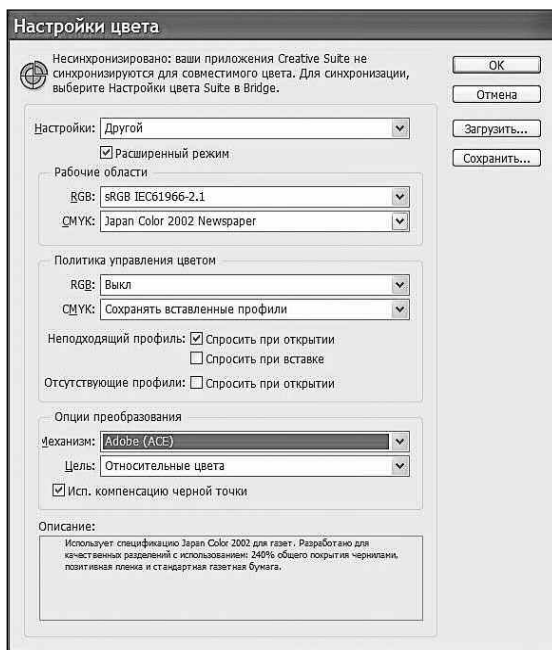 Настройки цвета
Несинхронизировано: ваши приложения Creative Suite не
синхронизируются для совместимого цвета. Для синхронизации,
выберите Настройки цвета Suite в Bridge.
OK
Отмена
Загрузить...
Сохранить...
Настройки: Другой
Расширенный режим
Рабочие области
RGB: sRGB IEC61966-2.1
CMYK: Japan Color 2002 Newspaper
Политика управления цветом
RGB: Выкл
CMYK: Сохранять вставленные профили
Неподходящий профиль: Спросить при открытии
Спросить при вставке
Отсутствующие профили: Спросить при открытии
Опции преобразования
Механизм: Adobe (ACE)
Цель: Относительные цвета
Исп. компенсацию черной точки
Описание:
Использует спецификацию Japan Color 2002 для газет. Разработано для
качественных разделений с использованием: 240% общего покрытия чернилами,
позитивная пленка и стандартная газетная бумага.